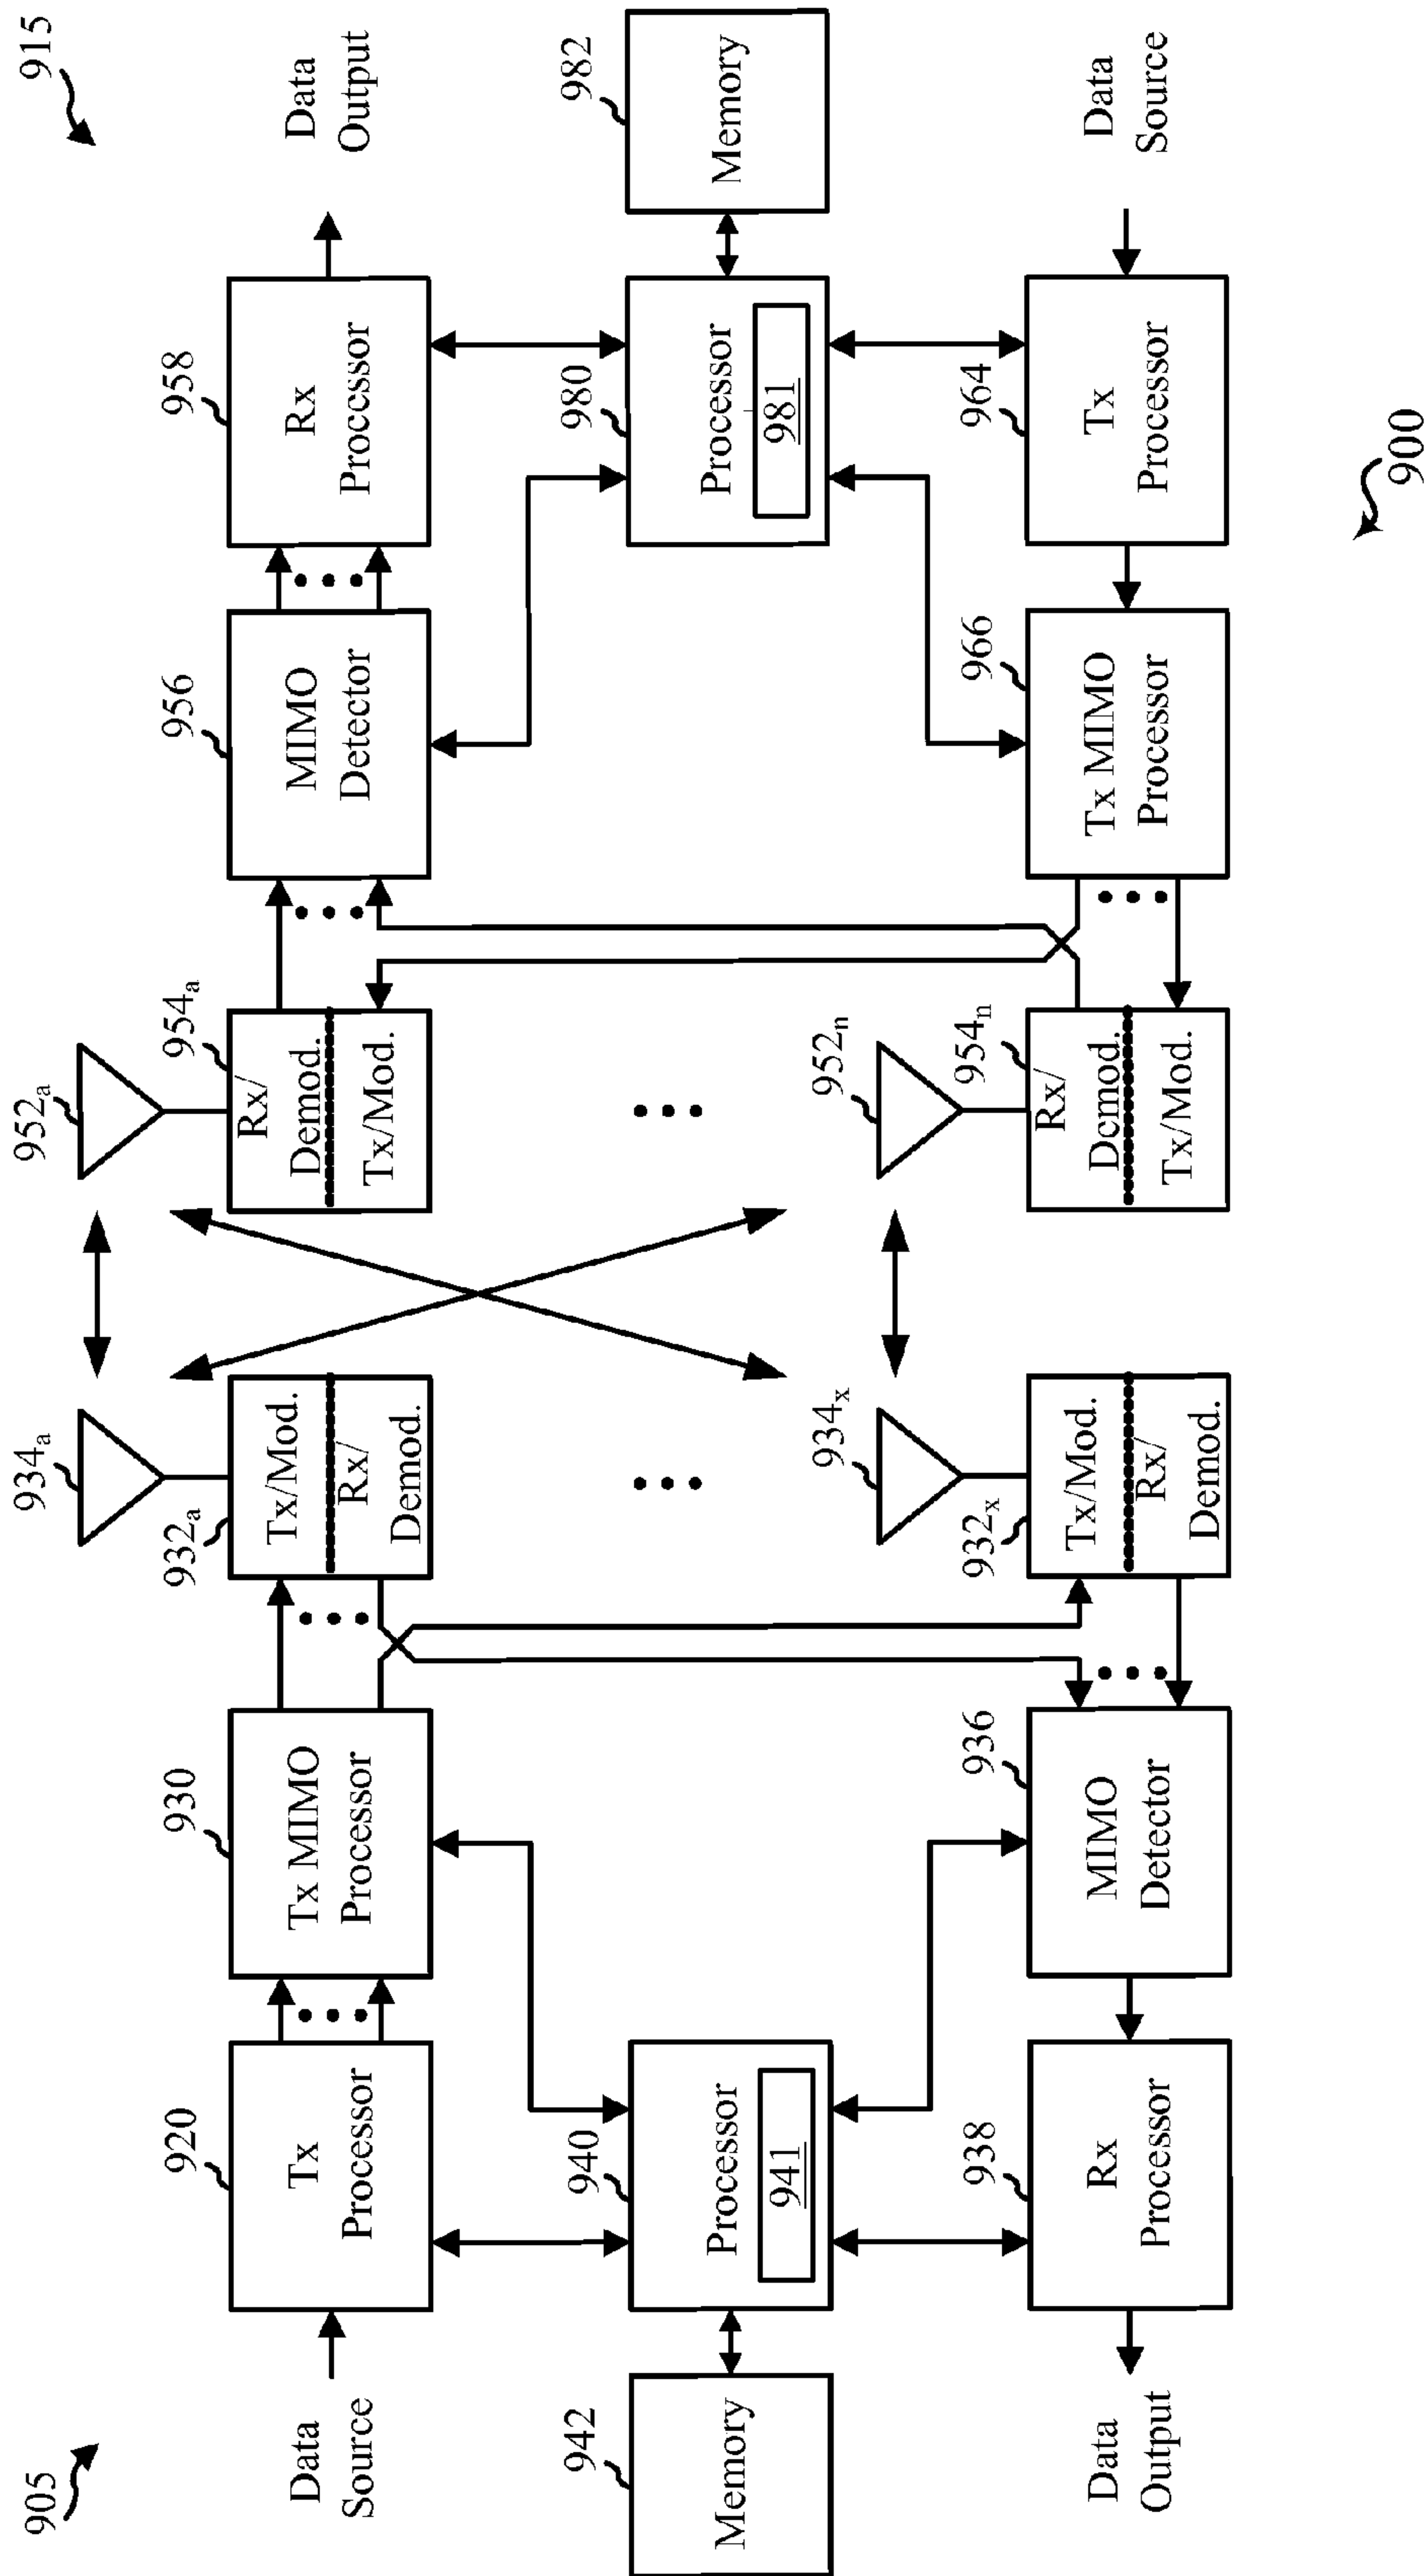 905
Data
Source
920
Tx
Processor
930
Tx MIMO
Processor
932a
Tx/Mod.
Rx/
Demod.
934a
952a
954a
Rx/
Demod.
Tx/Mod.
956
MIMO
Detector
958
Rx
Processor
Data
Output
915
942
Memory
940
Processor
941
980
Processor
981
982
Memory
Data
Output
938
Rx
Processor
936
MIMO
Detector
932x
Tx/Mod.
Rx/
Demod.
934x
952n
954n
Rx/
Demod.
Tx/Mod.
966
Tx MIMO
Processor
964
Tx
Processor
Data
Source
900